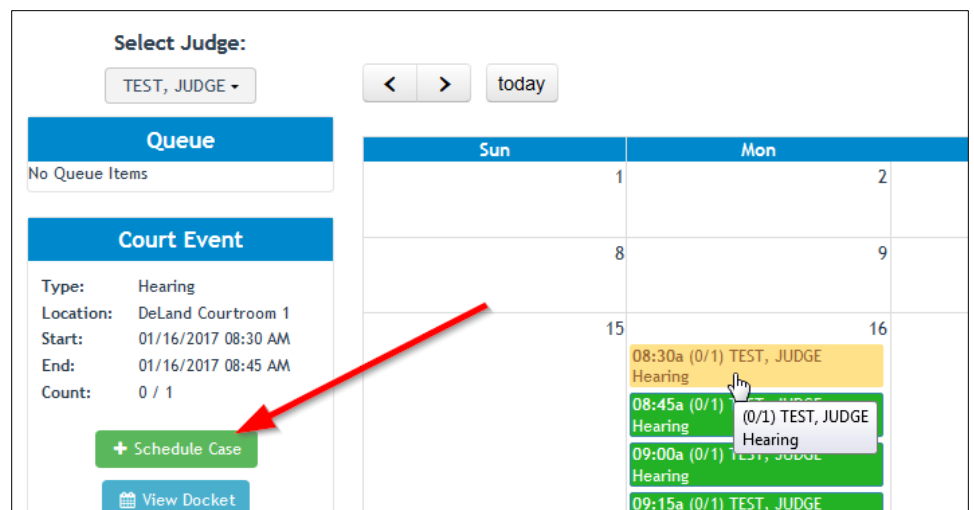 Select Judge:
TEST, JUDGE
Queue
No Queue Items
Court Event
Type: Hearing
Location: DeLand Courtroom 1
Start: 01/16/2017 08:30 AM
End: 01/16/2017 08:45 AM
Count: 0 / 1
+ Schedule Case
View Docket
< > today
Sun Mon
1 2
8 9
15 16
08:30a (0/1) TEST, JUDGE
Hearing
08:45a (0/1)
Hearing
(0/1) TEST, JUDGE
Hearing
09:00a (0/1) TEST, JUDGE
Hearing
09:15a (0/1) TEST, JUDGE